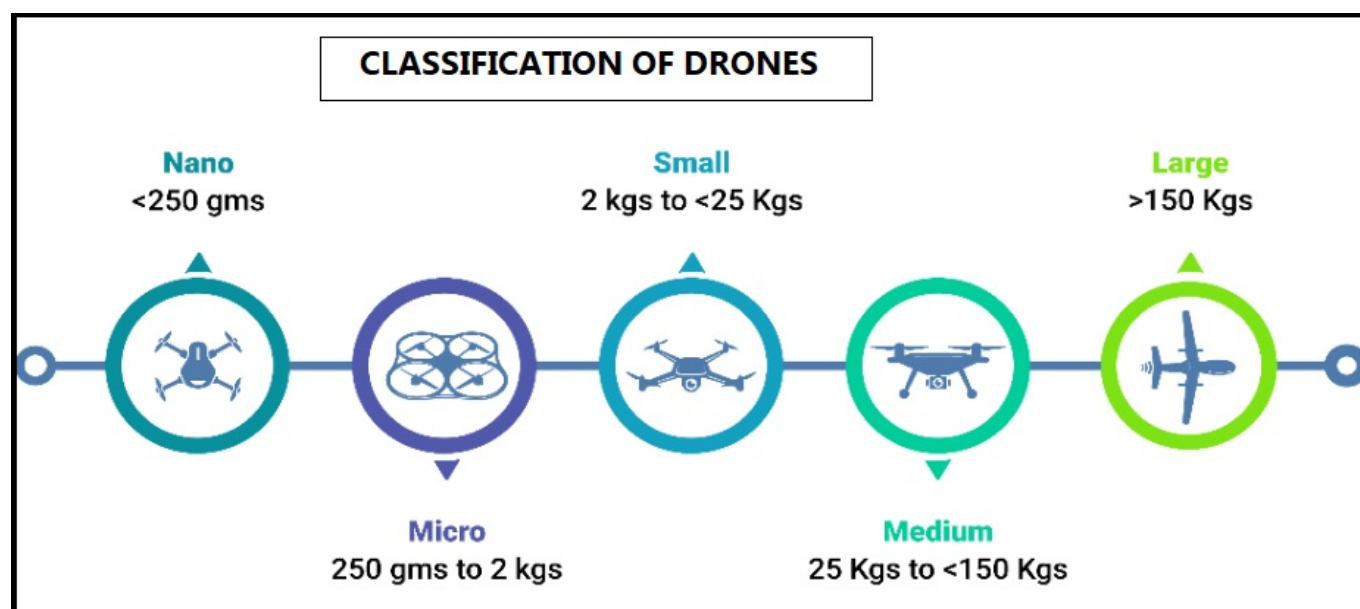 CLASSIFICATION OF DRONES
Nano
<250 gms
Small
2 kgs to <25 Kgs
Large
>150 Kgs
Micro
250 gms to 2 kgs
Medium
25 Kgs to <150 Kgs